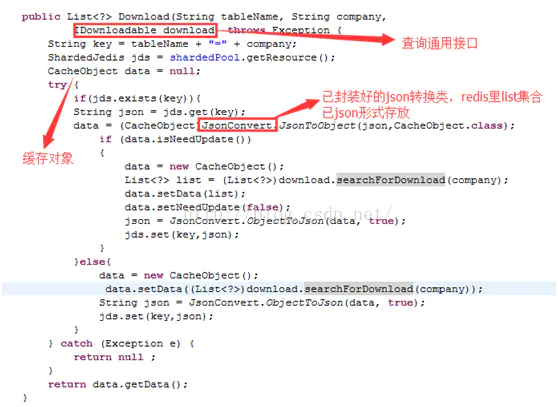 public List<?> Download(String tableName, String company,
IDownloadable download) throws Exception {
查询通用接口
String key = tableName + "=" + company;
ShardedJedis jds = shardedPool.getResource();
CacheObject data = null;
try {
if(jds.exists(key)){
String json = jds.get(key);
data = (CacheObject)JsonConvert.JsonToObject(json,CacheObject.class);
已封装好的json转换类，redis里list集合
已json形式存放
缓存对象
if (data.isNeedUpdate())
{
data = new CacheObject();
List<?> list = (List<?>)download.searchForDownload(company);
data.setData(list);
data.setNeedUpdate(false);
json = JsonConvert.ObjectToJson(data, true);
jds.set(key,json);
}
}else{
data = new CacheObject();
data.setData((List<?>)download.searchForDownload(company));
String json = JsonConvert.ObjectToJson(data, true);
jds.set(key,json);
}
} catch (Exception e) {
return null ;
}
return data.getData();
}